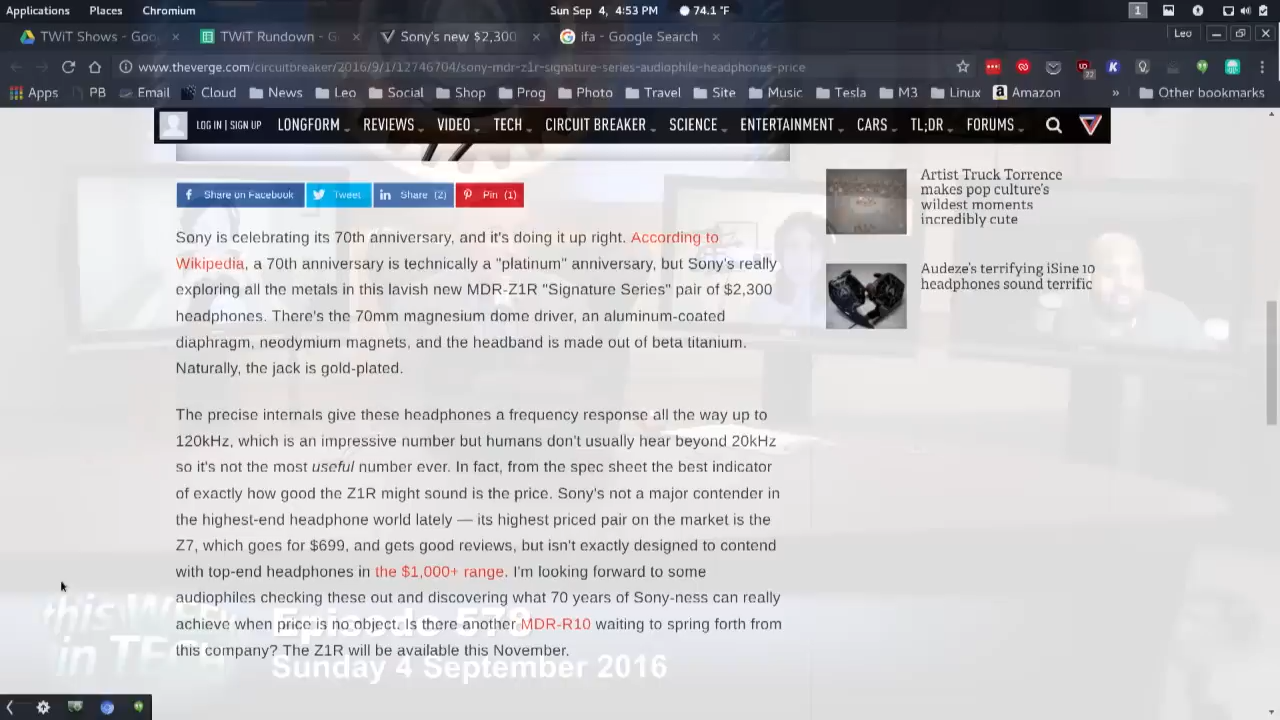 Applications Places Chromium Sun Sep 4, 4:53 PM 74.1 °F 1
TWiT Shows - Goo TWiT Rundown - G Sony's new $2,300 ifa - Google Search Leo
www.theverge.com/circuitbreaker/2016/9/1/12746704/sony-mdr-z1r-signature-series-audiophile-headphones-price
Apps PB Email Cloud News Leo Social Shop Prog Photo Travel Site Music Tesla M3 Linux Amazon » Other bookmarks
LOG IN | SIGN UP LONGFORM REVIEWS VIDEO TECH CIRCUIT BREAKER SCIENCE ENTERTAINMENT CARS TL;DR FORUMS
Share on Facebook Tweet Share (2) Pin (1)
Sony is celebrating its 70th anniversary, and it's doing it up right. According to
Wikipedia, a 70th anniversary is technically a "platinum" anniversary, but Sony's really
exploring all the metals in this lavish new MDR-Z1R "Signature Series" pair of $2,300
headphones. There's the 70mm magnesium dome driver, an aluminum-coated
diaphragm, neodymium magnets, and the headband is made out of beta titanium.
Naturally, the jack is gold-plated.
The precise internals give these headphones a frequency response all the way up to
120kHz, which is an impressive number but humans don't usually hear beyond 20kHz
so it's not the most useful number ever. In fact, from the spec sheet the best indicator
of exactly how good the Z1R might sound is the price. Sony's not a major contender in
the highest-end headphone world lately — its highest priced pair on the market is the
Z7, which goes for $699, and gets good reviews, but isn't exactly designed to contend
with top-end headphones in the $1,000+ range. I'm looking forward to some
audiophiles checking these out and discovering what 70 years of Sony-ness can really
achieve when price is no object. Is there another MDR-R10 waiting to spring forth from
this company? The Z1R will be available this November.
Artist Truck Torrence
makes pop culture's
wildest moments
incredibly cute
Audeze's terrifying iSine 10
headphones sound terrific
this WEEK
in TECH
Episode 578
Sunday 4 September 2016